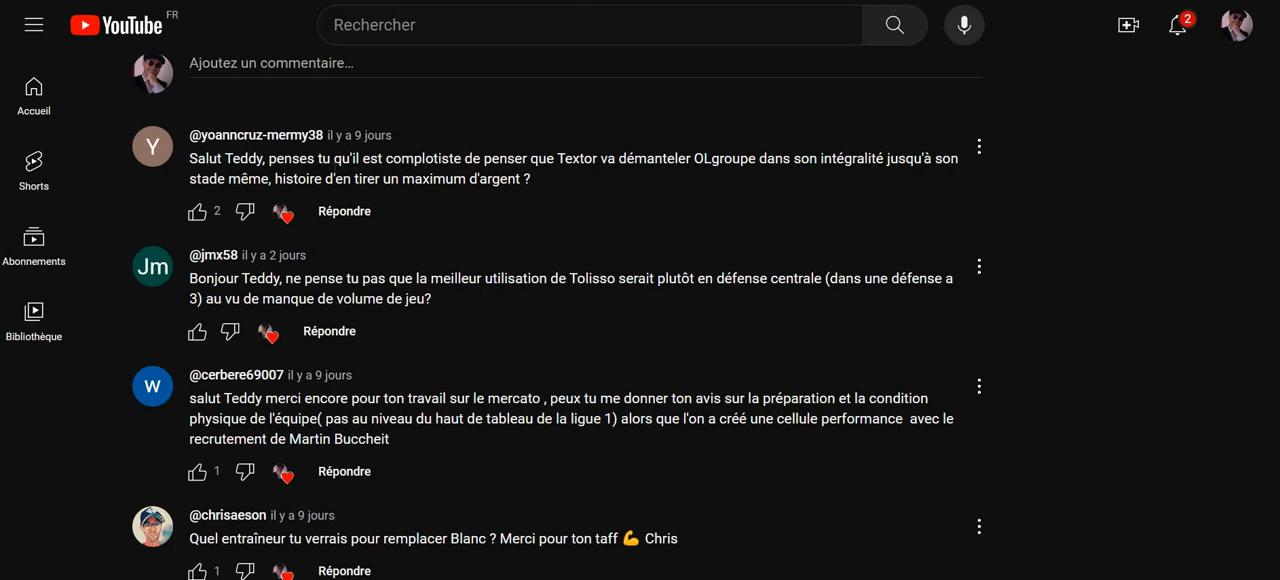 YouTube FR
Rechercher
2
Ajoutez un commentaire…
Accueil
Shorts
Abonnements
Bibliothèque
Y
@yoanncruz-mermy38 il y a 9 jours
Salut Teddy, penses tu qu'il est complotiste de penser que Textor va démanteler OLgroupe dans son intégralité jusqu'à son
stade même, histoire d'en tirer un maximum d'argent ?
2 Répondre
Jm
@jmx58 il y a 2 jours
Bonjour Teddy, ne pense tu pas que la meilleur utilisation de Tolisso serait plutôt en défense centrale (dans une défense a
3) au vu de manque de volume de jeu?
Répondre
W
@cerbere69007 il y a 9 jours
salut Teddy merci encore pour ton travail sur le mercato , peux tu me donner ton avis sur la préparation et la condition
physique de l'équipe( pas au niveau du haut de tableau de la ligue 1) alors que l'on a créé une cellule performance  avec le
recrutement de Martin Buccheit
1 Répondre
@chrisaeson il y a 9 jours
Quel entraîneur tu verrais pour remplacer Blanc ? Merci pour ton taff 💪 Chris
1 Répondre